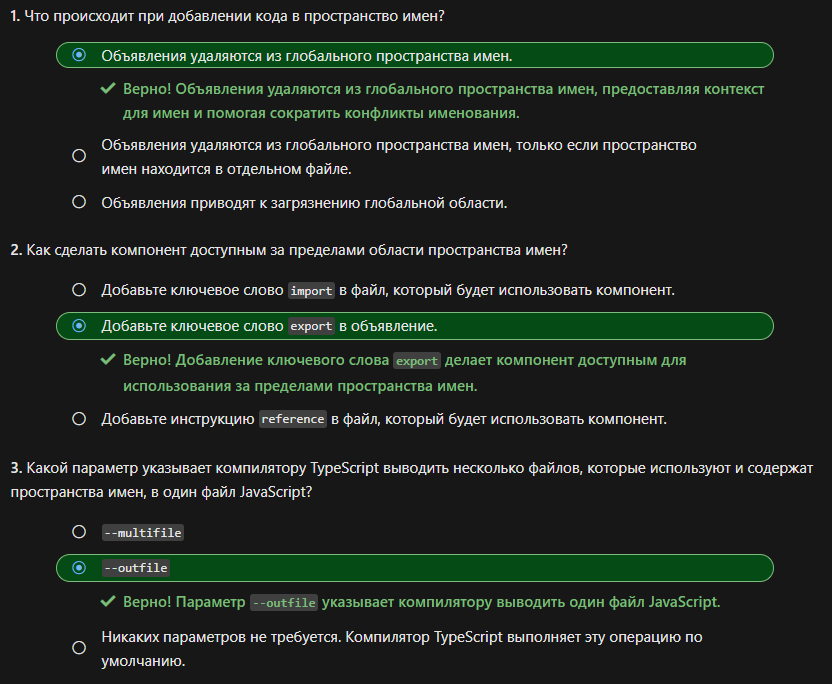 1. Что происходит при добавлении кода в пространство имен?
Объявления удаляются из глобального пространства имен.
Верно! Объявления удаляются из глобального пространства имен, предоставляя контекст
для имен и помогая сократить конфликты именования.
Объявления удаляются из глобального пространства имен, только если пространство
имен находится в отдельном файле.
Объявления приводят к загрязнению глобальной области.
2. Как сделать компонент доступным за пределами области пространства имен?
Добавьте ключевое слово import в файл, который будет использовать компонент.
Добавьте ключевое слово export в объявление.
Верно! Добавление ключевого слова export делает компонент доступным для
использования за пределами пространства имен.
Добавьте инструкцию reference в файл, который будет использовать компонент.
3. Какой параметр указывает компилятору TypeScript выводить несколько файлов, которые используют и содержат
пространства имен, в один файл JavaScript?
--multifile
--outfile
Верно! Параметр --outfile указывает компилятору выводить один файл JavaScript.
Никаких параметров не требуется. Компилятор TypeScript выполняет эту операцию по
умолчанию.